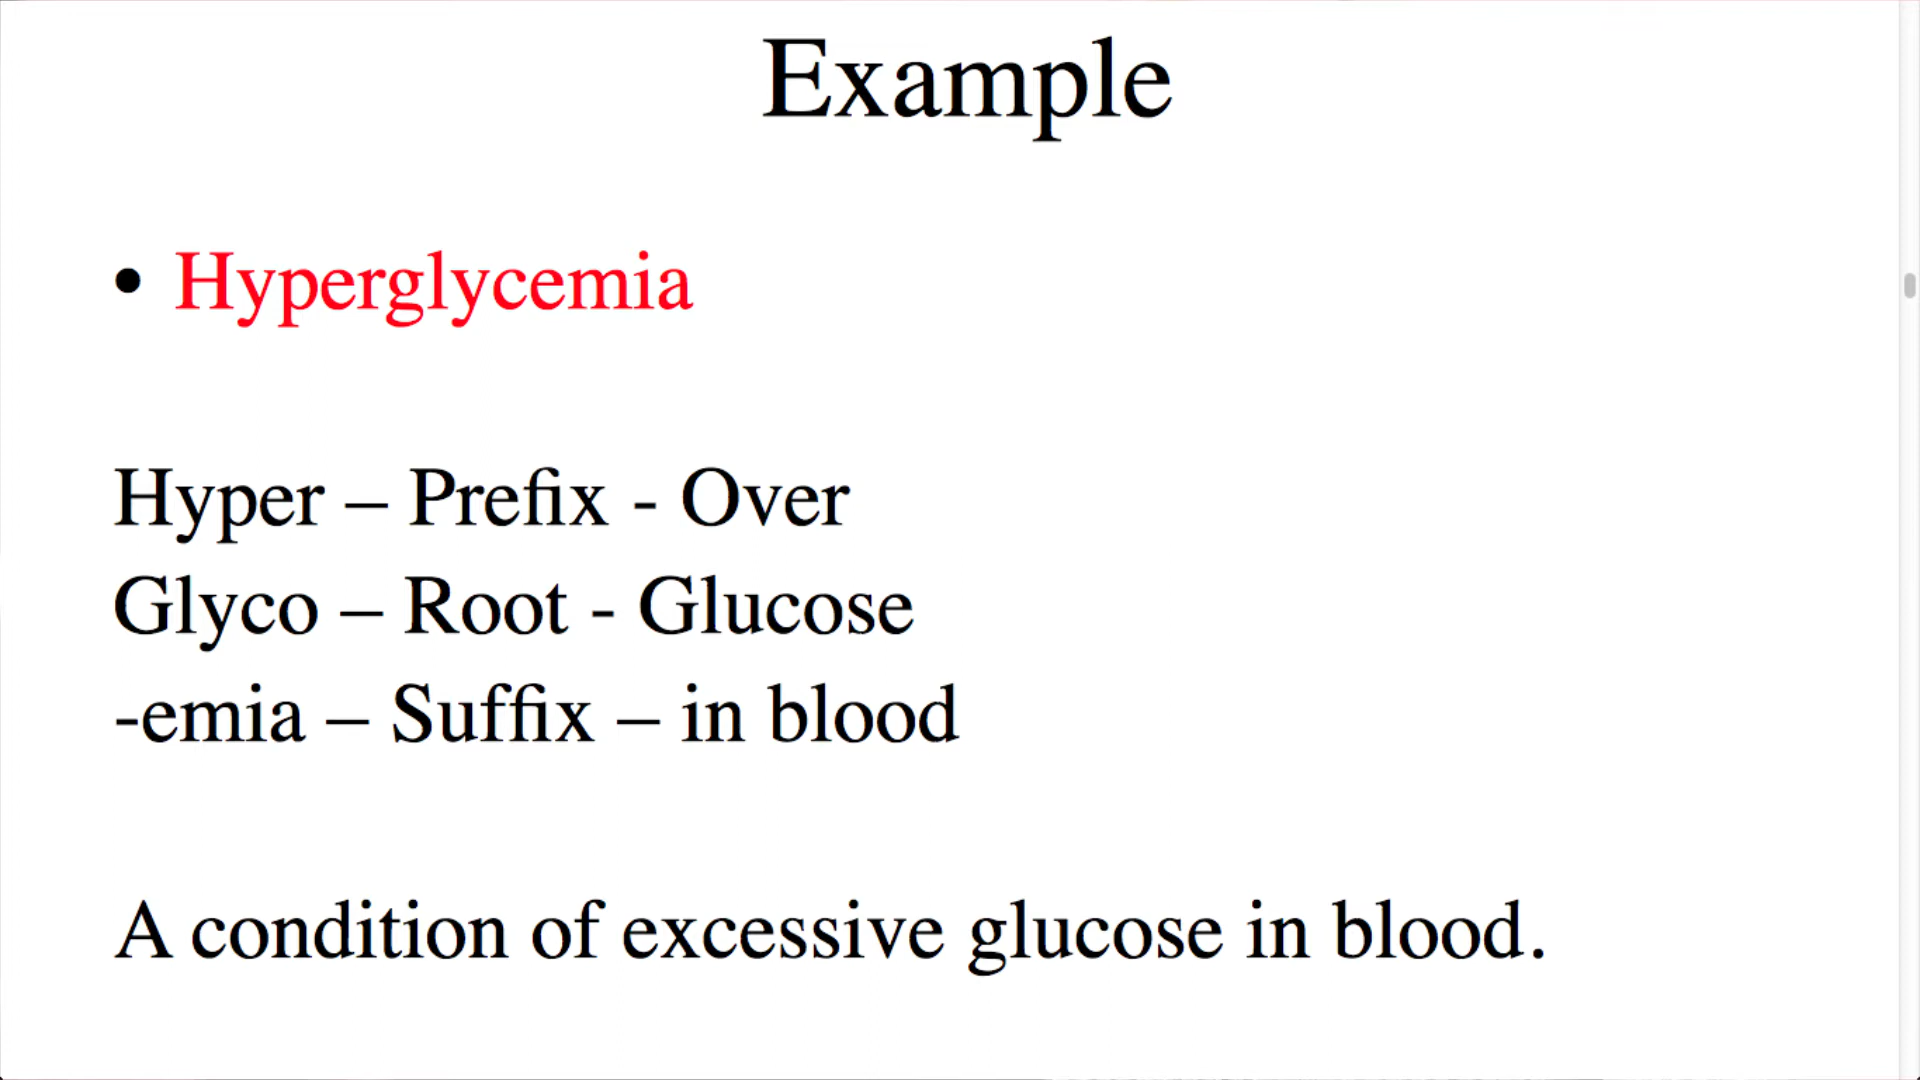 Example
• Hyperglycemia
Hyper – Prefix - Over
Glyco – Root - Glucose
-emia – Suffix – in blood
A condition of excessive glucose in blood.